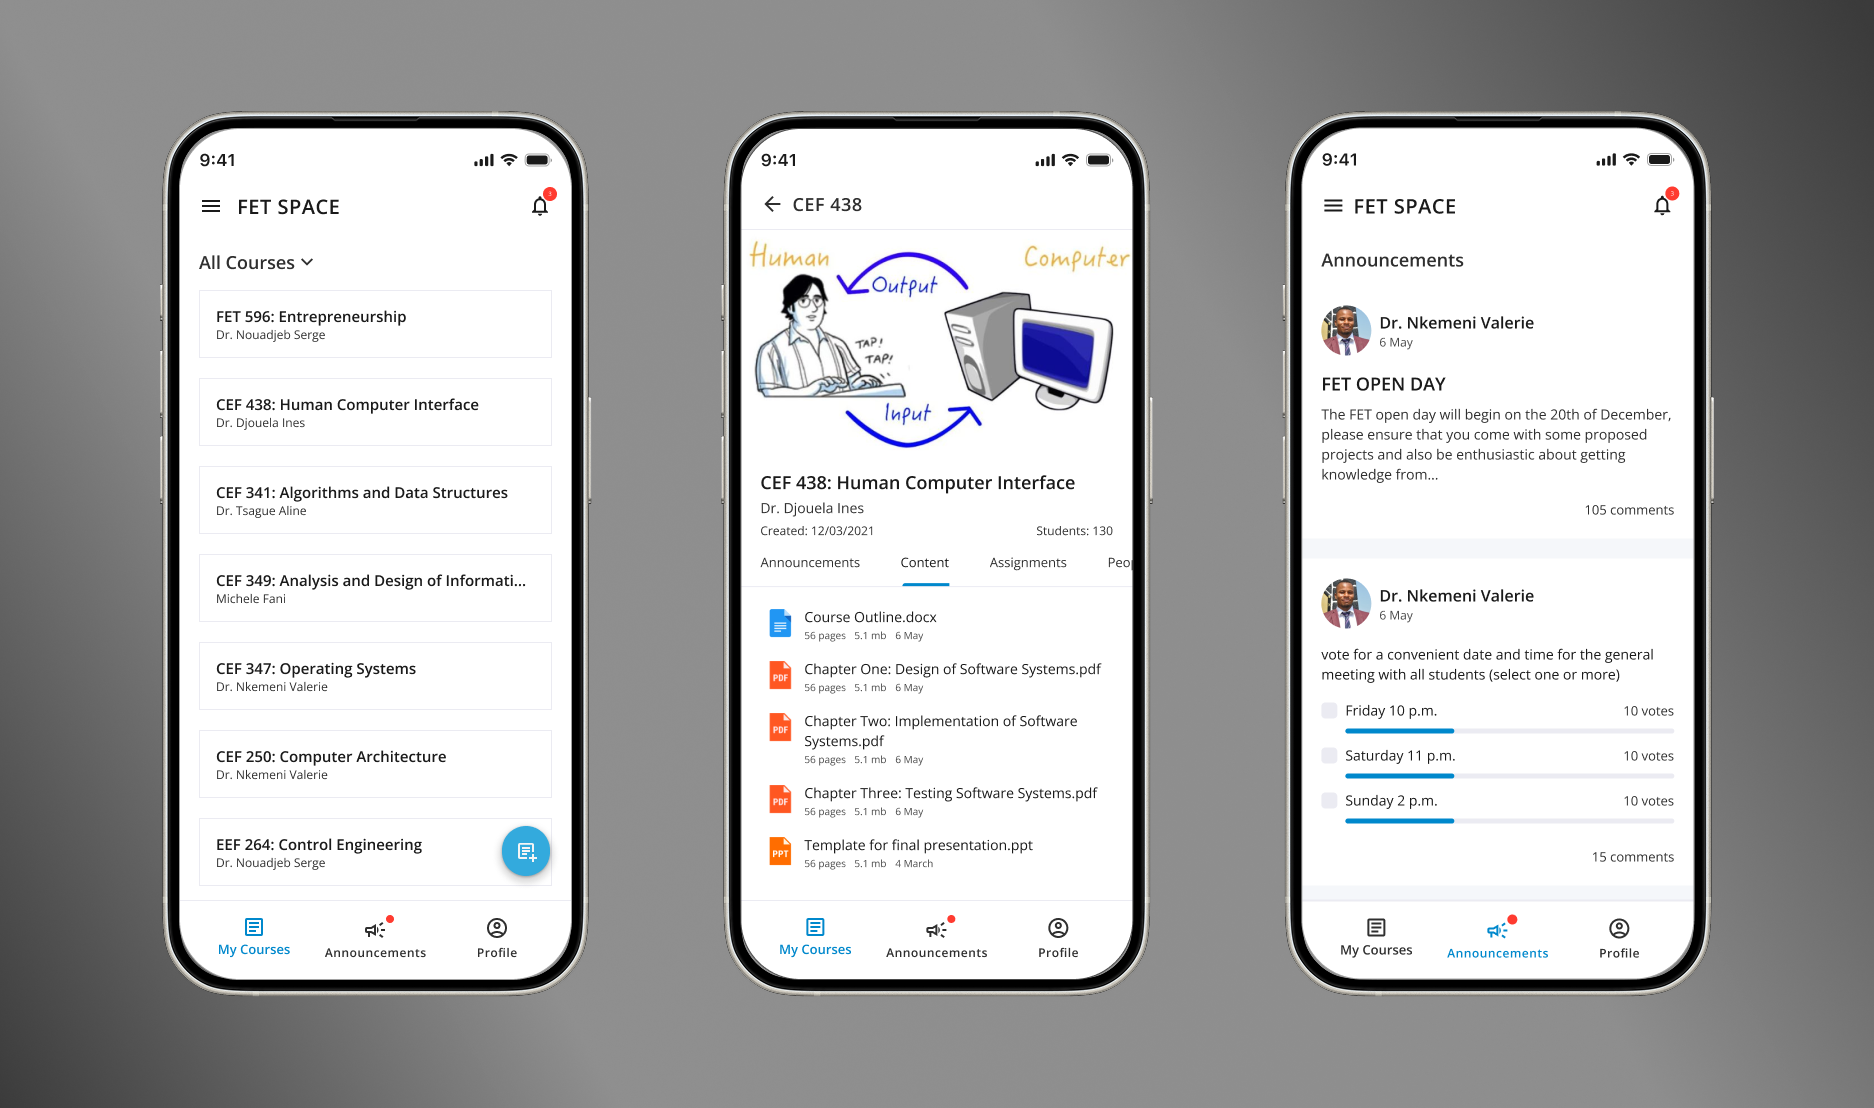 9:41
FET SPACE
3
All Courses
FET 596: Entrepreneurship
Dr. Nouadjeb Serge
CEF 438: Human Computer Interface
Dr. Djouela Ines
CEF 341: Algorithms and Data Structures
Dr. Tsague Aline
CEF 349: Analysis and Design of Informati...
Michele Fani
CEF 347: Operating Systems
Dr. Nkemeni Valerie
CEF 250: Computer Architecture
Dr. Nkemeni Valerie
EEF 264: Control Engineering
Dr. Nouadjeb Serge
My Courses
Announcements
Profile
9:41
CEF 438
Human
Computer
Output
TAP!
TAP!
Input
CEF 438: Human Computer Interface
Dr. Djouela Ines
Created: 12/03/2021
Students: 130
Announcements
Content
Assignments
Peop
Course Outline.docx
56 pages 5.1 mb 6 May
PDF
Chapter One: Design of Software Systems.pdf
56 pages 5.1 mb 6 May
PDF
Chapter Two: Implementation of Software
Systems.pdf
56 pages 5.1 mb 6 May
PDF
Chapter Three: Testing Software Systems.pdf
56 pages 5.1 mb 6 May
PPT
Template for final presentation.ppt
56 pages 5.1 mb 4 March
My Courses
Announcements
Profile
9:41
FET SPACE
3
Announcements
Dr. Nkemeni Valerie
6 May
FET OPEN DAY
The FET open day will begin on the 20th of December,
please ensure that you come with some proposed
projects and also be enthusiastic about getting
knowledge from...
105 comments
Dr. Nkemeni Valerie
6 May
vote for a convenient date and time for the general
meeting with all students (select one or more)
Friday 10 p.m.
10 votes
Saturday 11 p.m.
10 votes
Sunday 2 p.m.
10 votes
15 comments
My Courses
Announcements
Profile